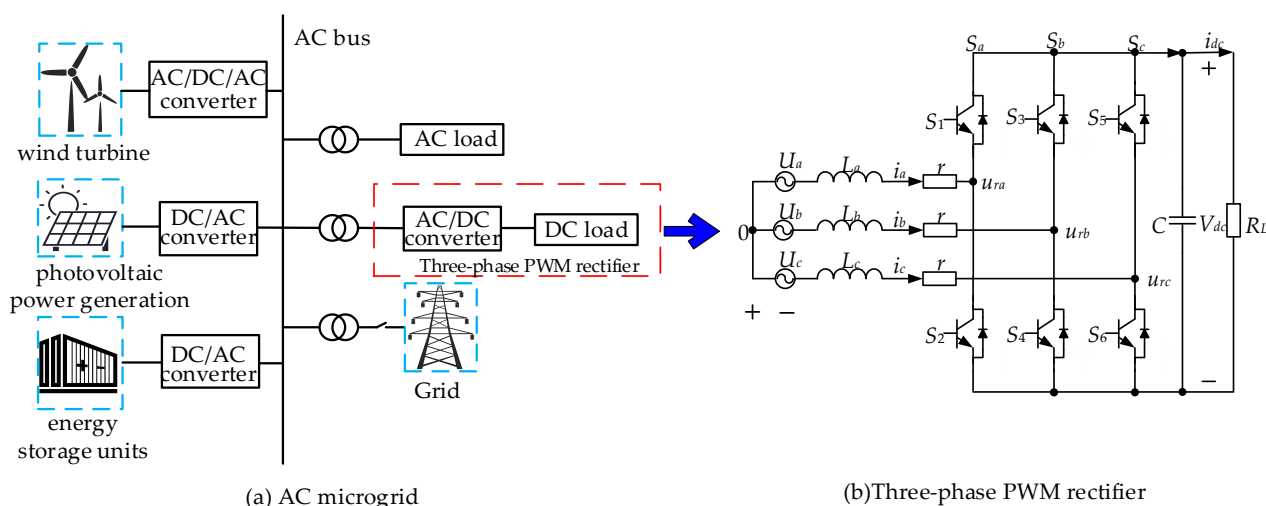 AC bus
AC/DC/AC
converter
wind turbine
AC load
DC/AC
converter
AC/DC
converter
DC load
Three-phase PWM rectifier
photovoltaic
power generation
DC/AC
converter
+ -
Grid
energy
storage units
(a) AC microgrid
Sa Sb Sc idc
+
S1 S3 S5
Ua La ia r ura
0 Ub Lb ib r urb
C Vdc RL
Uc Lc ic r urc
+ −
S2 S4 S6
−
(b)Three-phase PWM rectifier